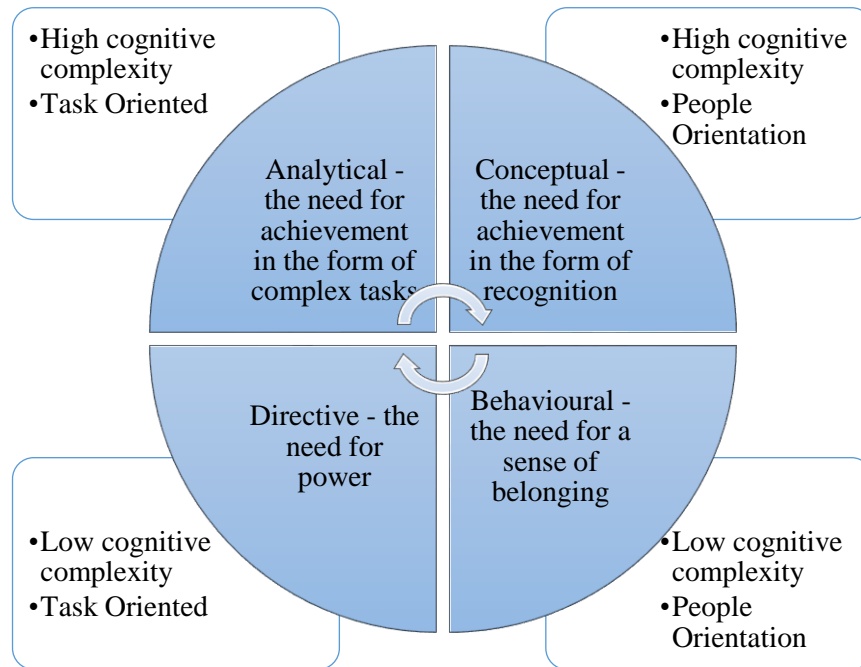 •High cognitive
complexity
•Task Oriented
•High cognitive
complexity
•People
Orientation
Analytical -
the need for
achievement
in the form of
complex tasks
Conceptual -
the need for
achievement
in the form of
recognition
Directive - the
need for
power
Behavioural -
the need for a
sense of
belonging
•Low cognitive
complexity
•Task Oriented
•Low cognitive
complexity
•People
Orientation